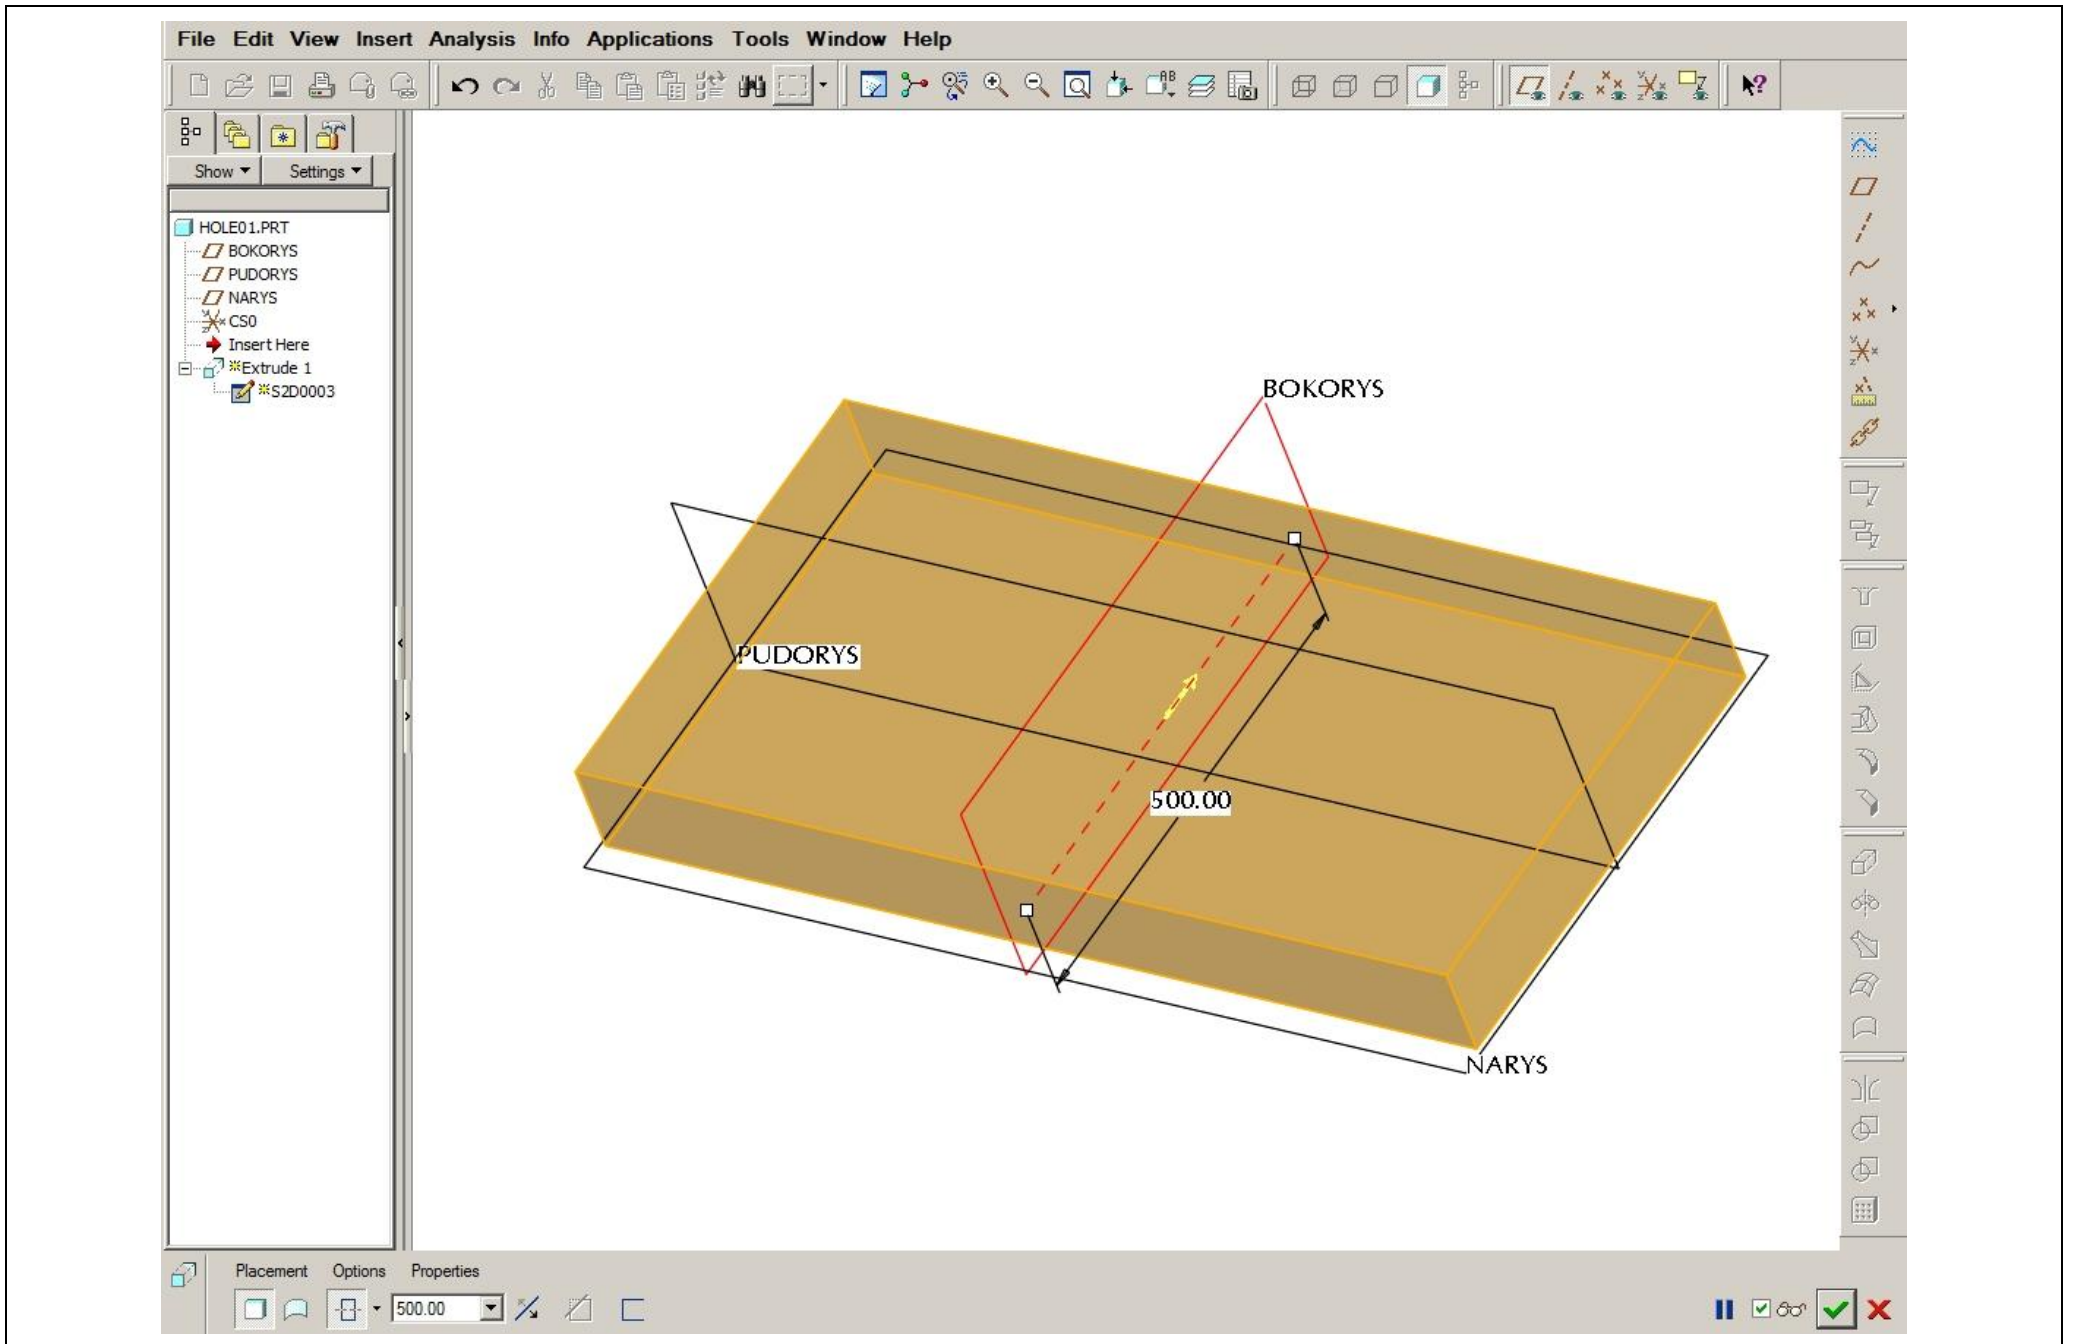 File Edit View Insert Analysis Info Applications Tools Window Help
Show Settings
HOLE01.PRT
BOKORYS
PUDORYS
NARYS
CS0
Insert Here
Extrude 1
S2D0003
BOKORYS
PUDORYS
500.00
NARYS
Placement Options Properties
500.00